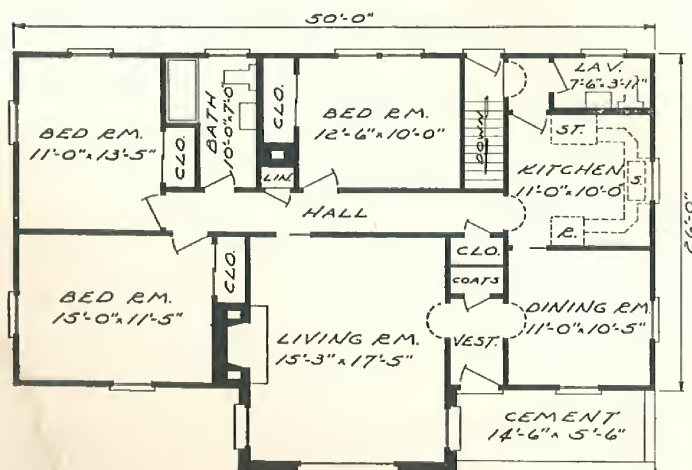 50'-0"
LAV.
7'-6"x3'-11"
BED RM.
11'-0"x13'-5"
CLO.
BATH
10'-0"x7'-0"
CLO.
LIN.
BED RM.
12'-6"x10'-0"
DOWN
ST.
KITCHEN
11'-0"x10'-0"
S.
R.
26'-0"
HALL
CLO.
COATS
BED RM.
15'-0"x11'-5"
CLO.
LIVING RM.
15'-3"x17'-5"
VEST.
DINING RM.
11'-0"x10'-5"
CEMENT
14'-6"x5'-6"